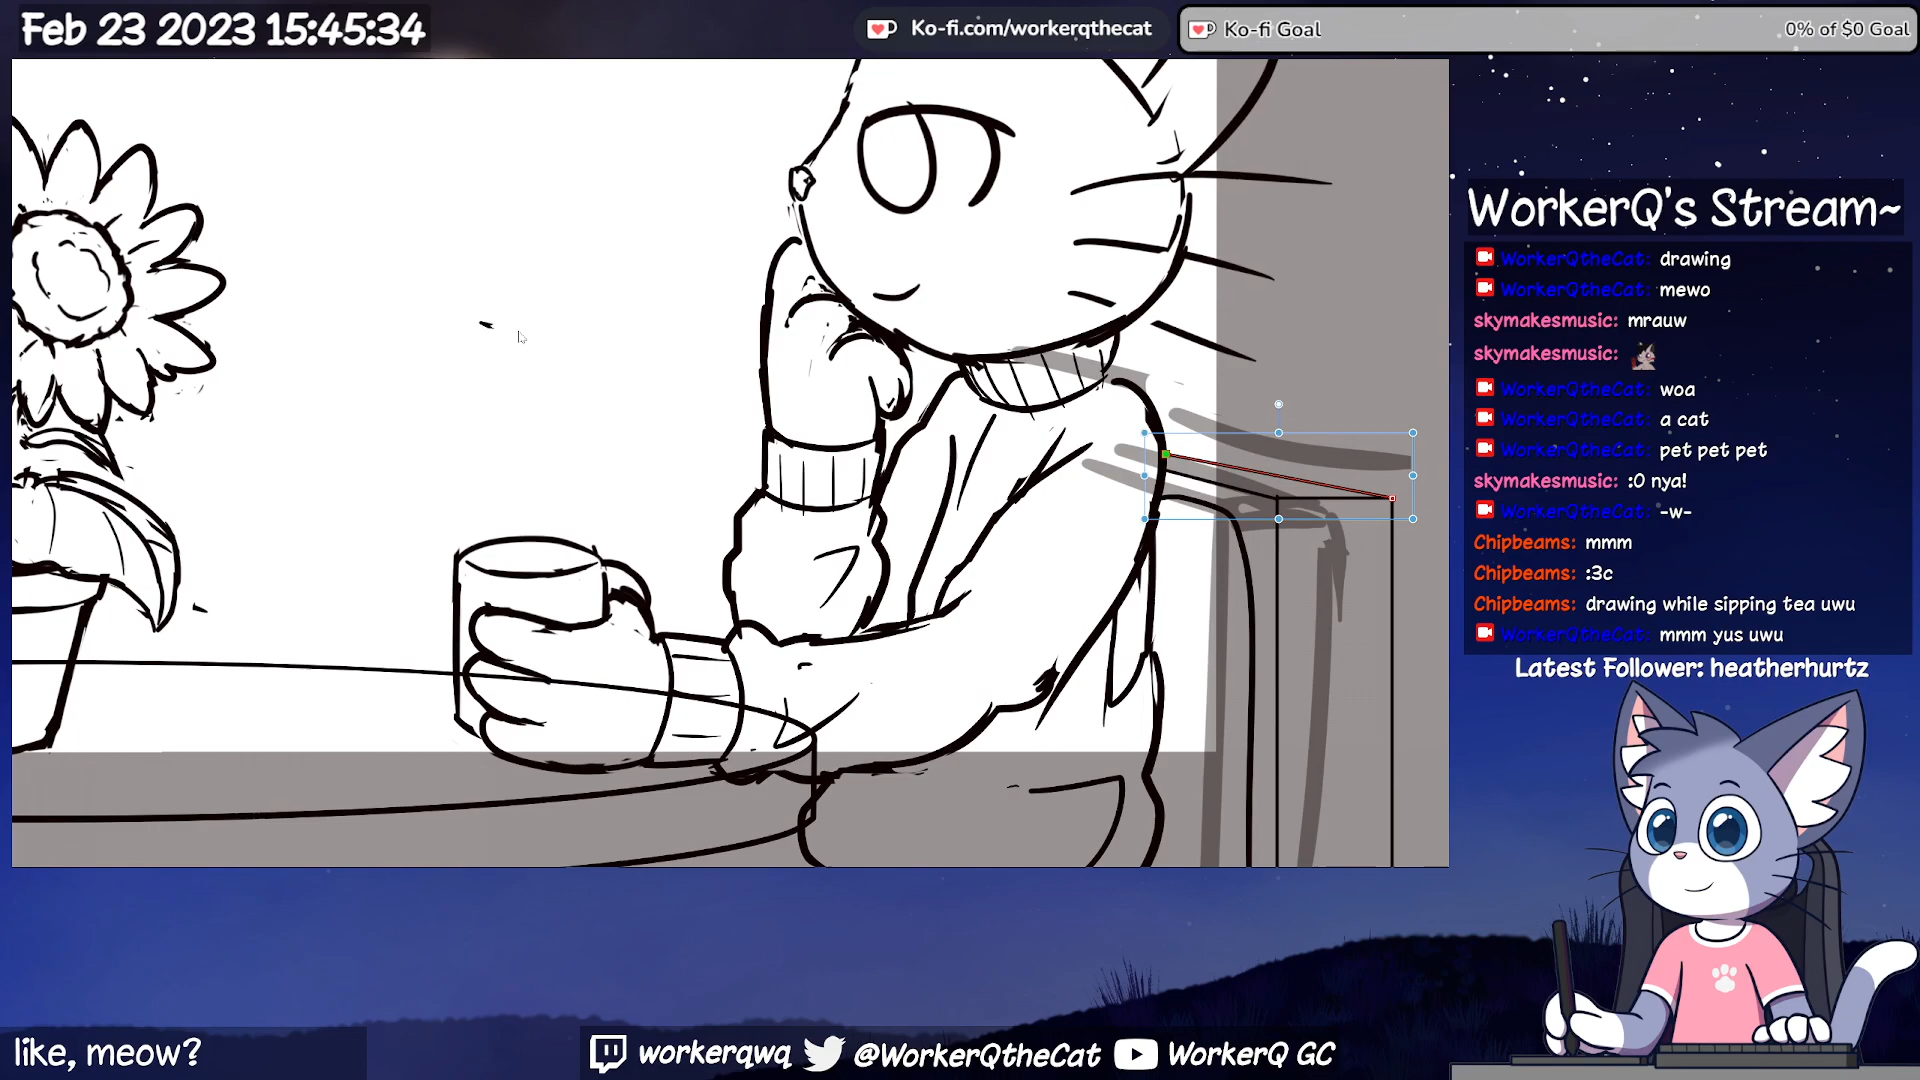 Feb 23 2023 15:45:34
Ko-fi.com/workerqthecat
Ko-fi Goal
0% of $0 Goal
WorkerQ's Stream~
WorkerQtheCat: drawing
WorkerQtheCat: mewo
skymakesmusic: mrauw
skymakesmusic:
WorkerQtheCat: woa
WorkerQtheCat: a cat
WorkerQtheCat: pet pet pet
skymakesmusic: :O nya!
WorkerQtheCat: -w-
Chipbeams: mmm
Chipbeams: :3c
Chipbeams: drawing while sipping tea uwu
WorkerQtheCat: mmm yus uwu
Latest Follower: heatherhurtz
like, meow?
workerqwq
@WorkerQtheCat
WorkerQ GC